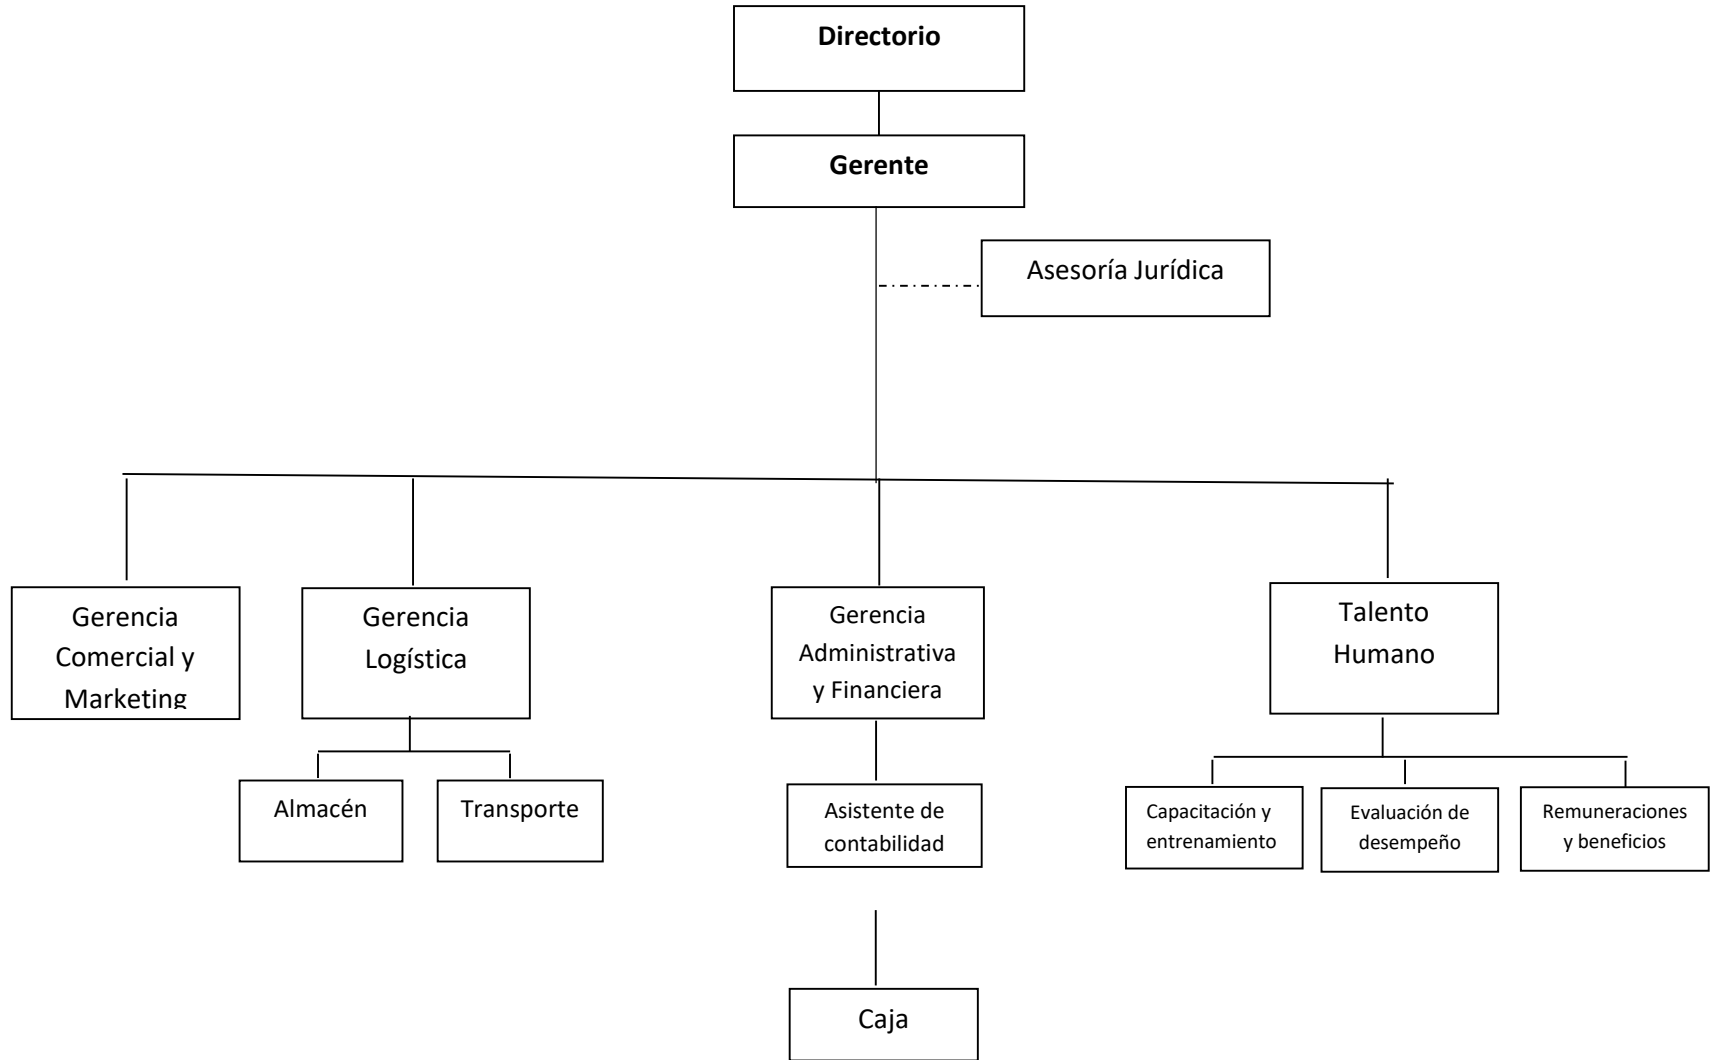 Directorio
Gerente
Asesoría Jurídica
Gerencia
Comercial y
Marketing
Gerencia
Logística
Gerencia
Administrativa
y Financiera
Talento
Humano
Almacén
Transporte
Asistente de
contabilidad
Capacitación y
entrenamiento
Evaluación de
desempeño
Remuneraciones
y beneficios
Caja